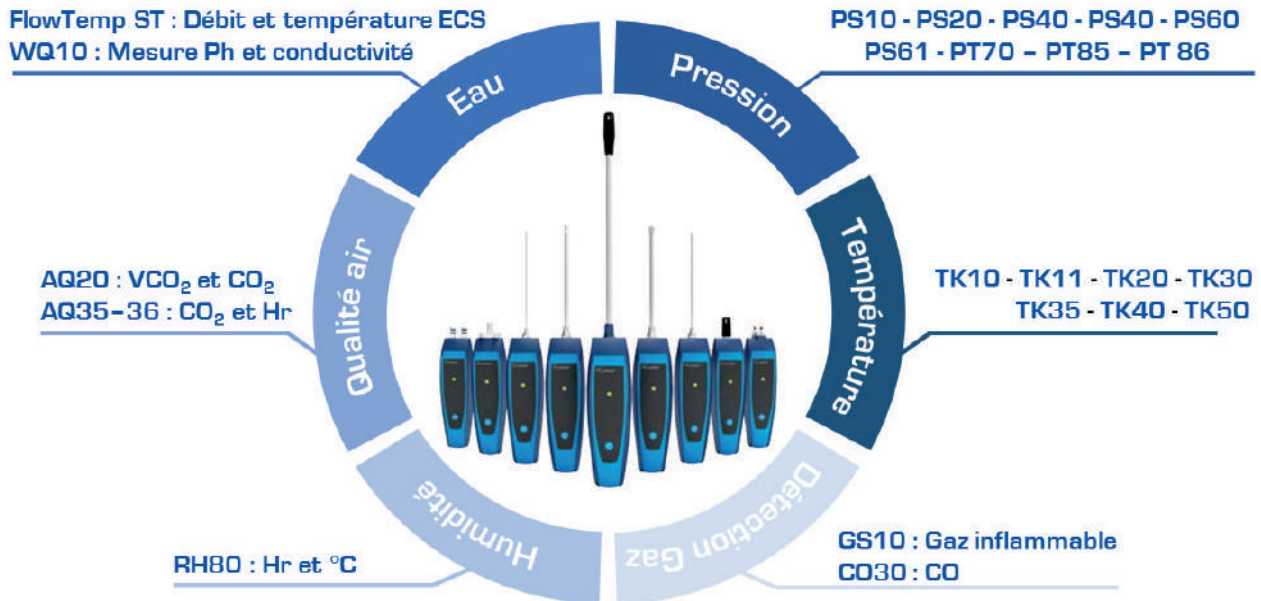 FlowTemp ST : Débit et température ECS
WQ10 : Mesure Ph et conductivité
PS10 - PS20 - PS40 - PS40 - PS60
PS61 - PT70 – PT85 – PT 86
Eau
Pression
Qualité air
Température
AQ20 : VCO₂ et CO₂
AQ35-36 : CO₂ et Hr
TK10 - TK11 - TK20 - TK30
TK35 - TK40 - TK50
Humidité
Détection Gaz
RH80 : Hr et °C
GS10 : Gaz inflammable
CO30 : CO